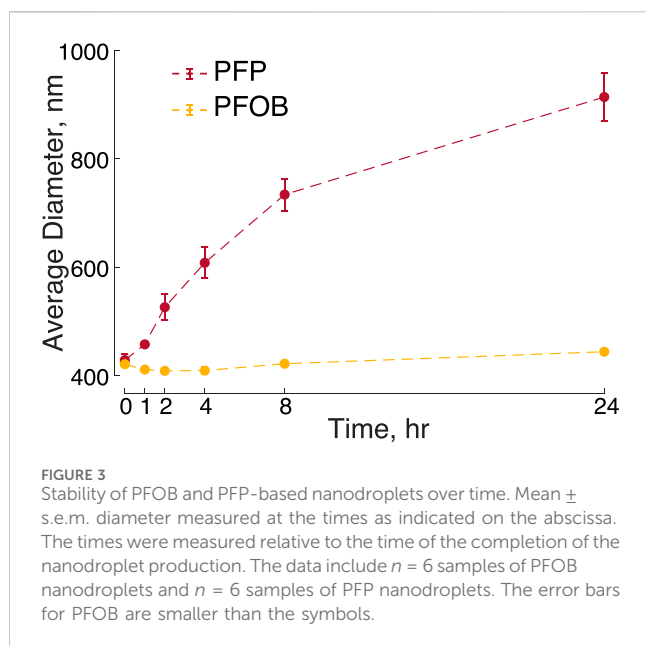 1000
800
600
400
Average Diameter, nm
PFP
PFOB
0 1 2 4 8 24
Time, hr
FIGURE 3
Stability of PFOB and PFP-based nanodroplets over time. Mean ±
s.e.m. diameter measured at the times as indicated on the abscissa.
The times were measured relative to the time of the completion of the
nanodroplet production. The data include n = 6 samples of PFOB
nanodroplets and n = 6 samples of PFP nanodroplets. The error bars
for PFOB are smaller than the symbols.